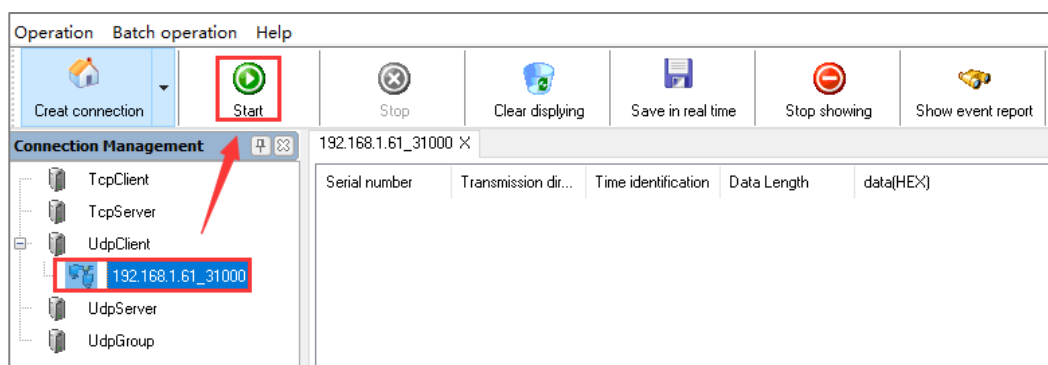 Operation Batch operation Help
Creat connection Start Stop Clear displying Save in real time Stop showing Show event report
Connection Management 192.168.1.61_31000 X
TcpClient
Serial number Transmission dir... Time identification Data Length data(HEX)
TcpServer
UdpClient
192.168.1.61_31000
UdpServer
UdpGroup